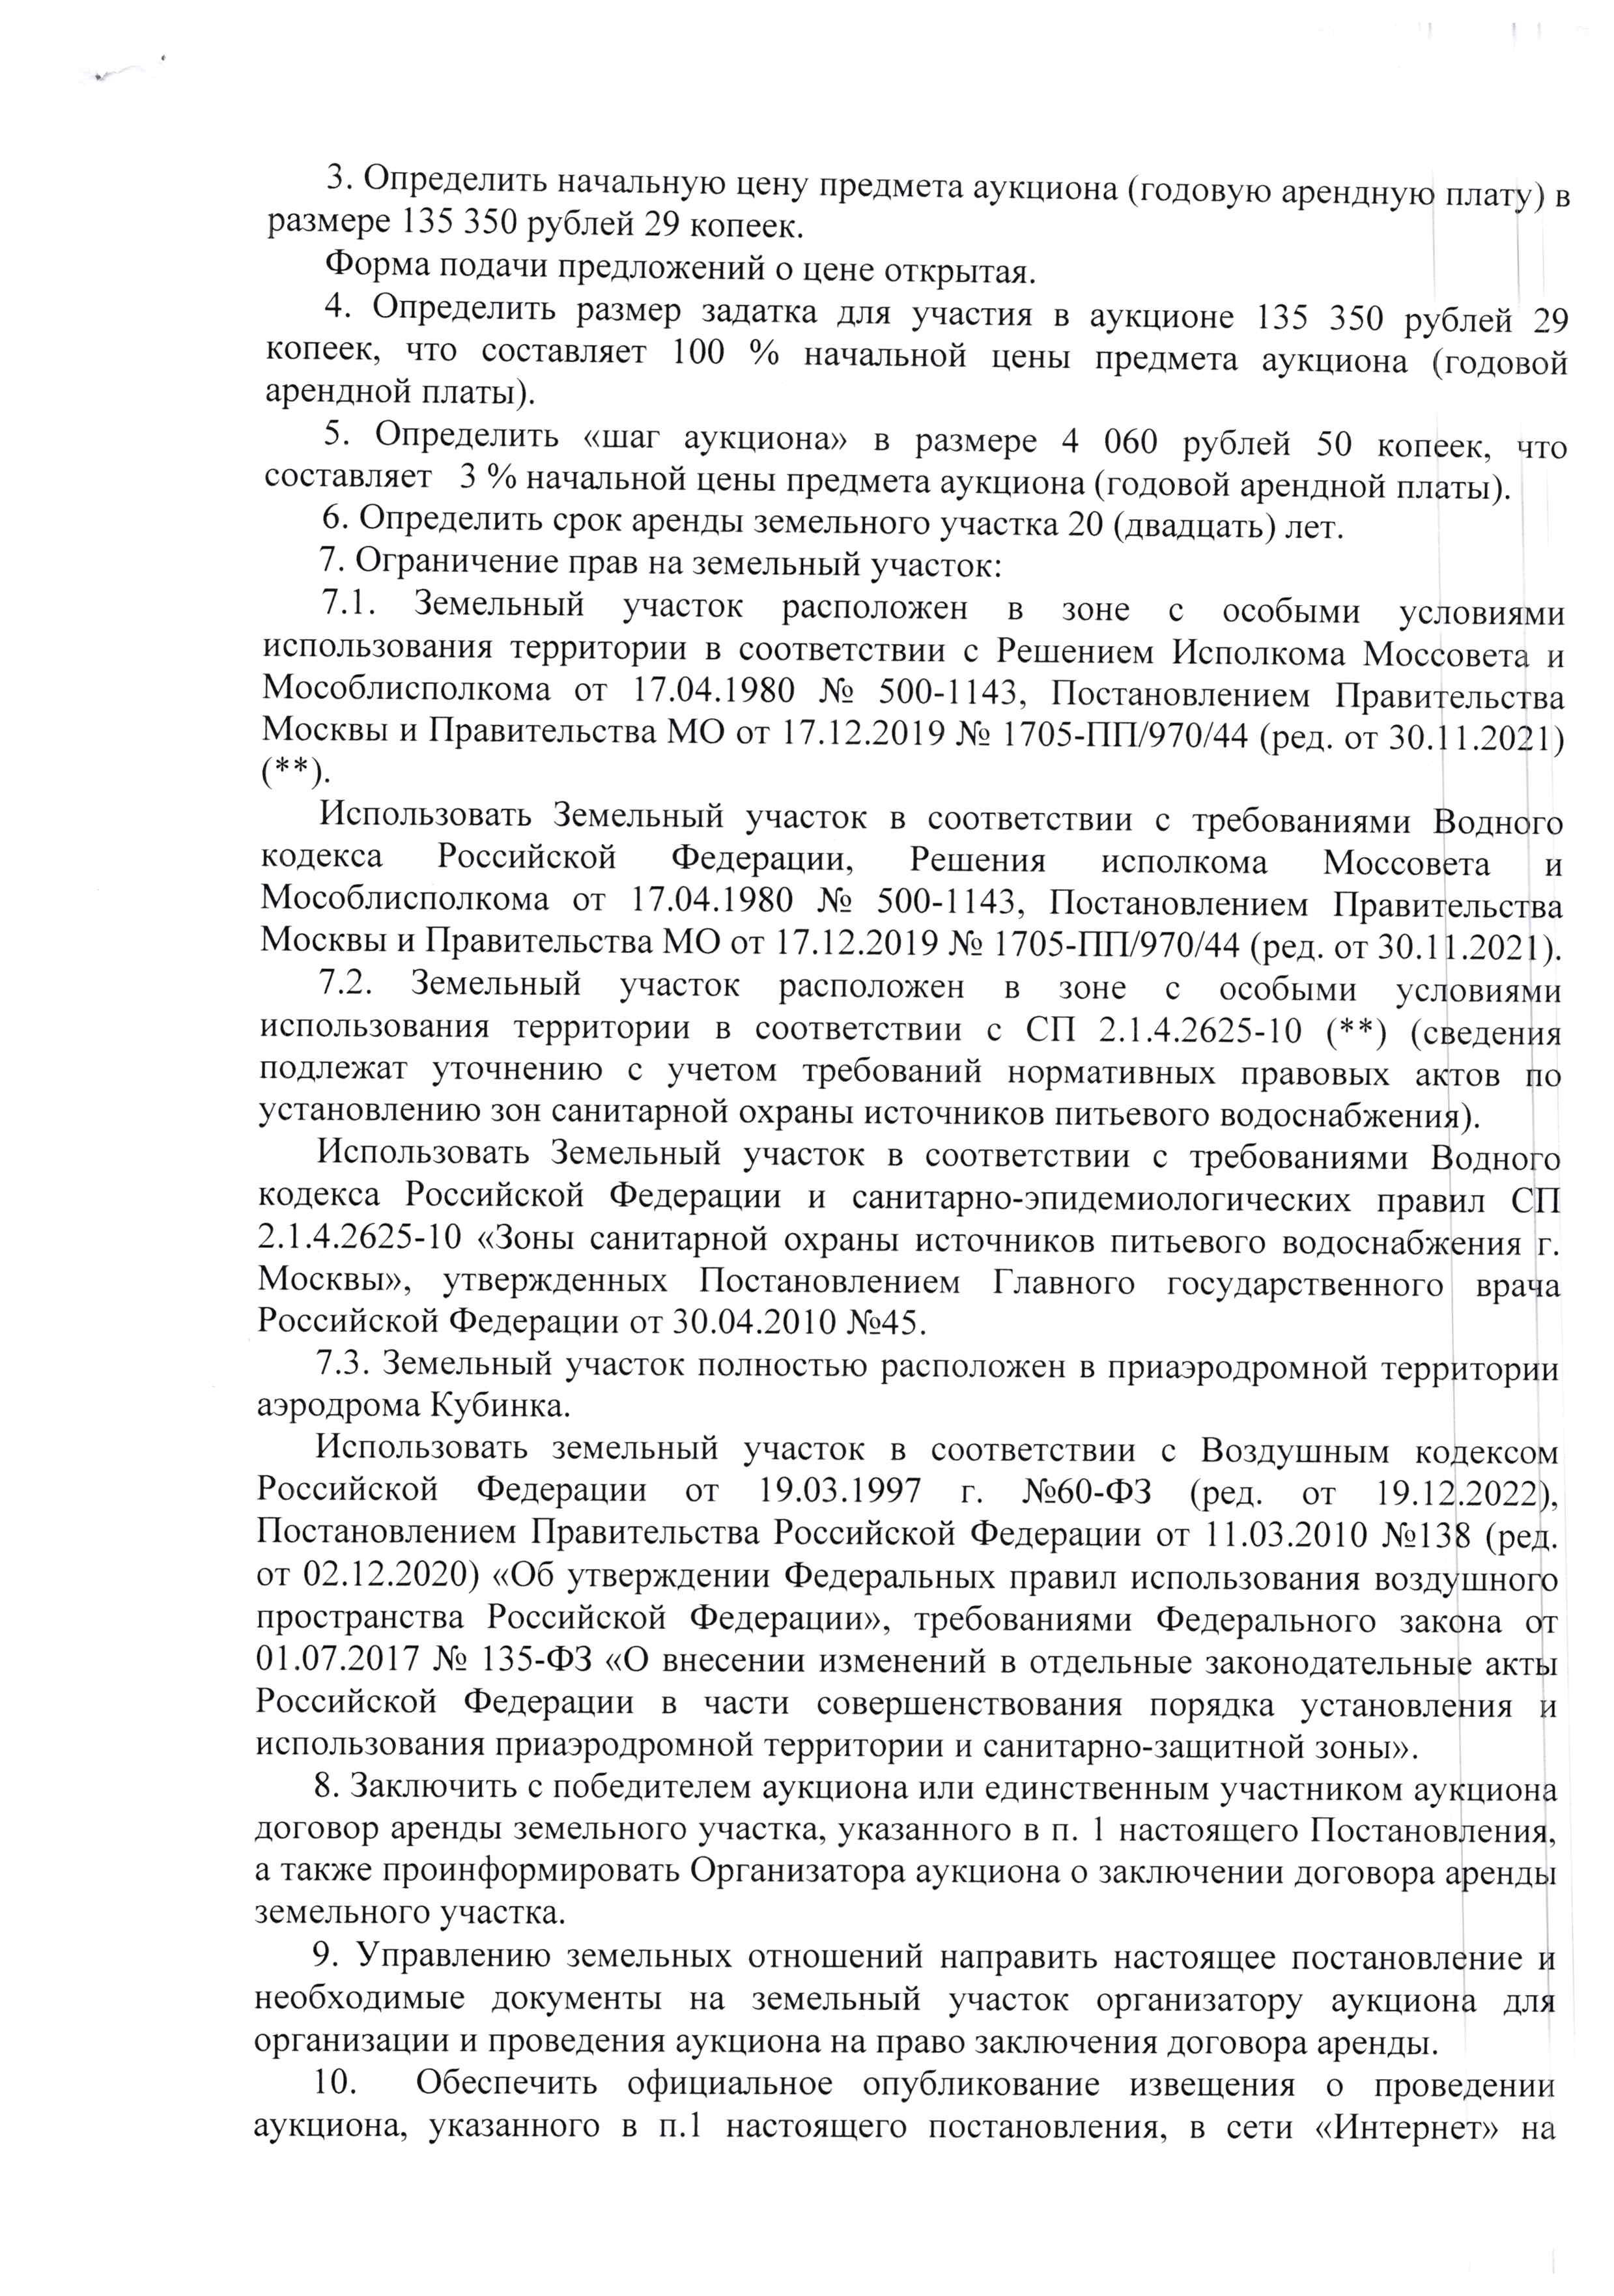 3. Определить начальную цену предмета аукциона (годовую арендную плату) в
размере 135 350 рублей 29 копеек.
Форма подачи предложений о цене открытая.
4. Определить размер задатка для участия в аукционе 135 350 рублей 29
копеек, что составляет 100 % начальной цены предмета аукциона (годовой
арендной платы).
5. Определить «шаг аукциона» в размере 4 060 рублей 50 копеек, что
составляет 3 % начальной цены предмета аукциона (годовой арендной платы).
6. Определить срок аренды земельного участка 20 (двадцать) лет.
7. Ограничение прав на земельный участок:
7.1. Земельный участок расположен в зоне с особыми условиями
использования территории в соответствии с Решением Исполкома Моссовета и
Мособлисполкома от 17.04.1980 № 500-1143, Постановлением Правительства
Москвы и Правительства МО от 17.12.2019 № 1705-ПП/970/44 (ред. от 30.11.2021)
(**).
Использовать Земельный участок в соответствии с требованиями Водного
кодекса Российской Федерации, Решения исполкома Моссовета и
Мособлисполкома от 17.04.1980 № 500-1143, Постановлением Правительства
Москвы и Правительства МО от 17.12.2019 № 1705-ПП/970/44 (ред. от 30.11.2021).
7.2. Земельный участок расположен в зоне с особыми условиями
использования территории в соответствии с СП 2.1.4.2625-10 (**) (сведения
подлежат уточнению с учетом требований нормативных правовых актов по
установлению зон санитарной охраны источников питьевого водоснабжения).
Использовать Земельный участок в соответствии с требованиями Водного
кодекса Российской Федерации и санитарно-эпидемиологических правил СП
2.1.4.2625-10 «Зоны санитарной охраны источников питьевого водоснабжения г.
Москвы», утвержденных Постановлением Главного государственного врача
Российской Федерации от 30.04.2010 №45.
7.3. Земельный участок полностью расположен в приаэродромной территории
аэродрома Кубинка.
Использовать земельный участок в соответствии с Воздушным кодексом
Российской Федерации от 19.03.1997 г. №60-ФЗ (ред. от 19.12.2022),
Постановлением Правительства Российской Федерации от 11.03.2010 №138 (ред.
от 02.12.2020) «Об утверждении Федеральных правил использования воздушного
пространства Российской Федерации», требованиями Федерального закона от
01.07.2017 № 135-ФЗ «О внесении изменений в отдельные законодательные акты
Российской Федерации в части совершенствования порядка установления и
использования приаэродромной территории и санитарно-защитной зоны».
8. Заключить с победителем аукциона или единственным участником аукциона
договор аренды земельного участка, указанного в п. 1 настоящего Постановления,
а также проинформировать Организатора аукциона о заключении договора аренды
земельного участка.
9. Управлению земельных отношений направить настоящее постановление и
необходимые документы на земельный участок организатору аукциона для
организации и проведения аукциона на право заключения договора аренды.
10. Обеспечить официальное опубликование извещения о проведении
аукциона, указанного в п.1 настоящего постановления, в сети «Интернет» на